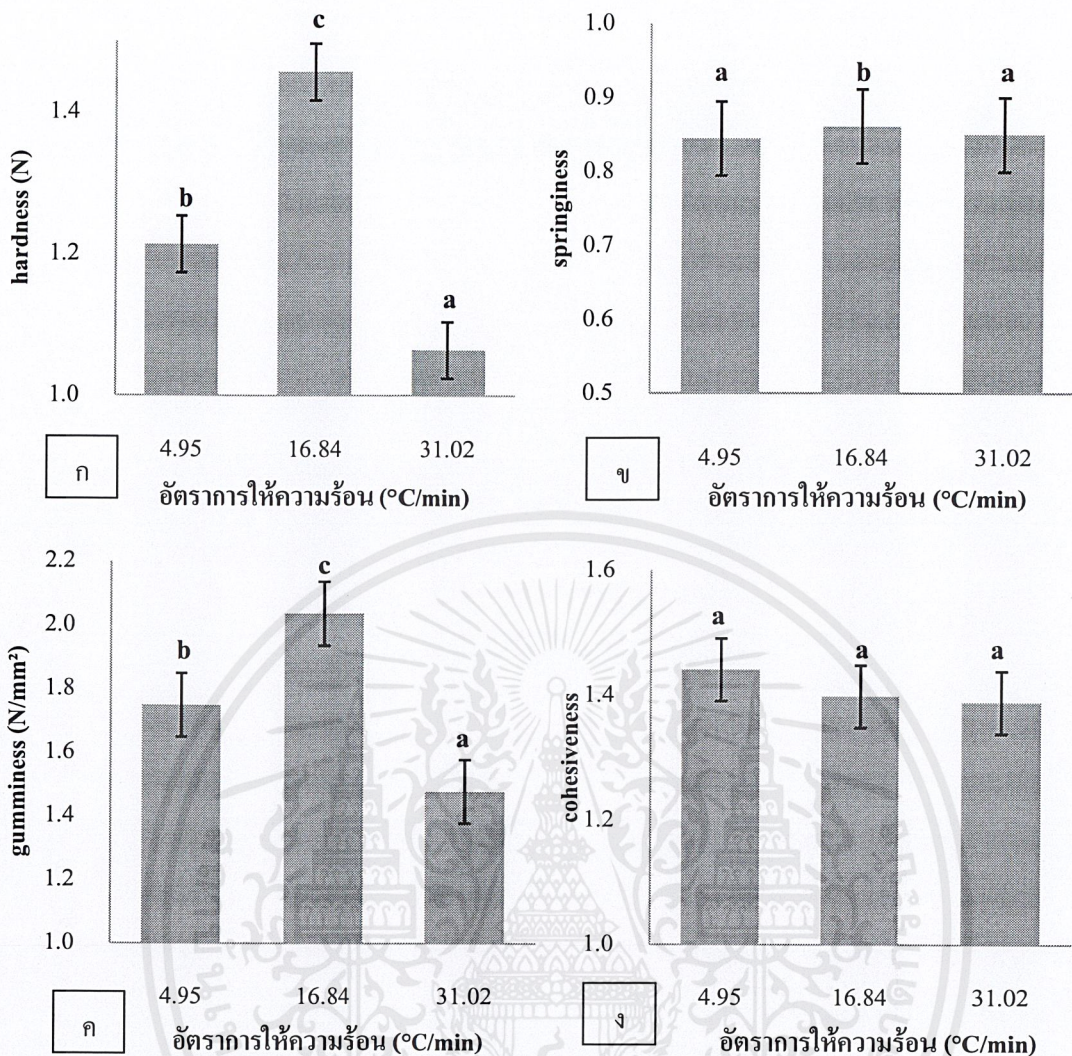 hardness (N)
1.4
1.2
1.0
b
c
a
4.95 16.84 31.02
ก
อัตราการให้ความร้อน (°C/min)
springiness
1.0
0.9
0.8
0.7
0.6
0.5
a
b
a
4.95 16.84 31.02
ข
อัตราการให้ความร้อน (°C/min)
gumminess (N/mm²)
2.2
2.0
1.8
1.6
1.4
1.2
1.0
b
c
a
4.95 16.84 31.02
ค
อัตราการให้ความร้อน (°C/min)
cohesiveness
1.6
1.4
1.2
1.0
a
a
a
4.95 16.84 31.02
ง
อัตราการให้ความร้อน (°C/min)